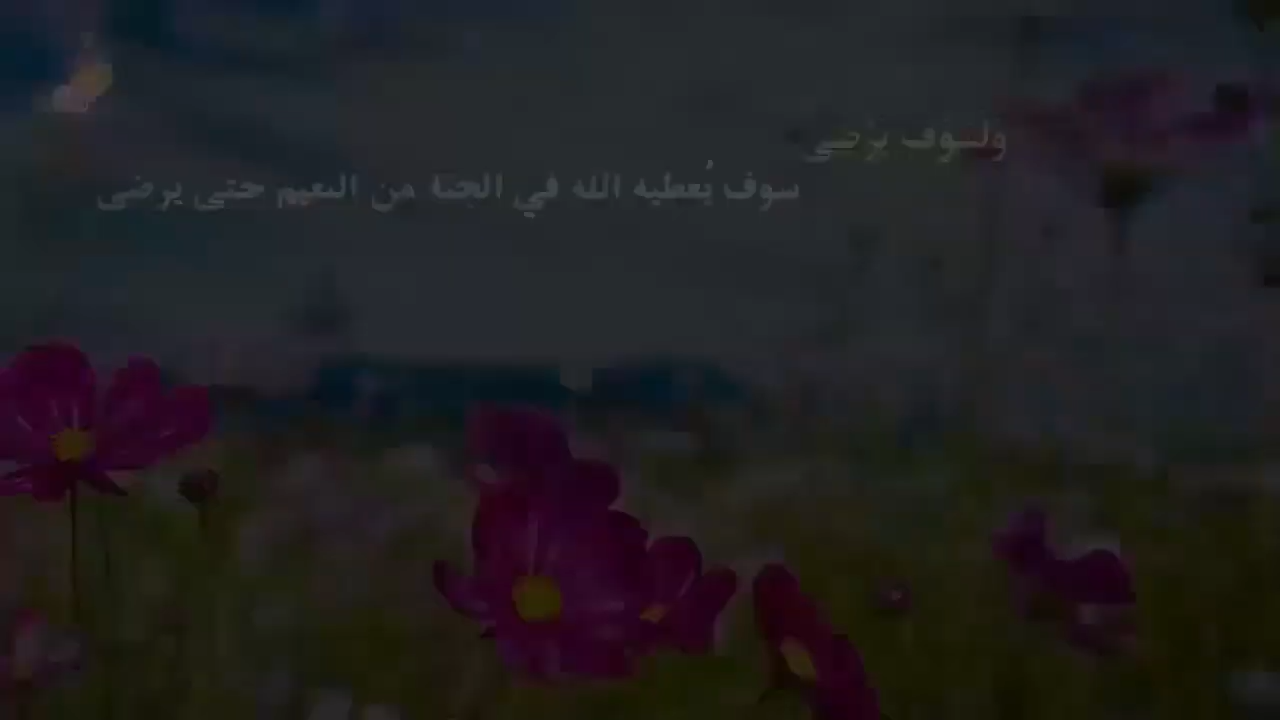 ولسوف يرضى
سوف يُعطيه الله في الجنة من النعيم حتى يرضى